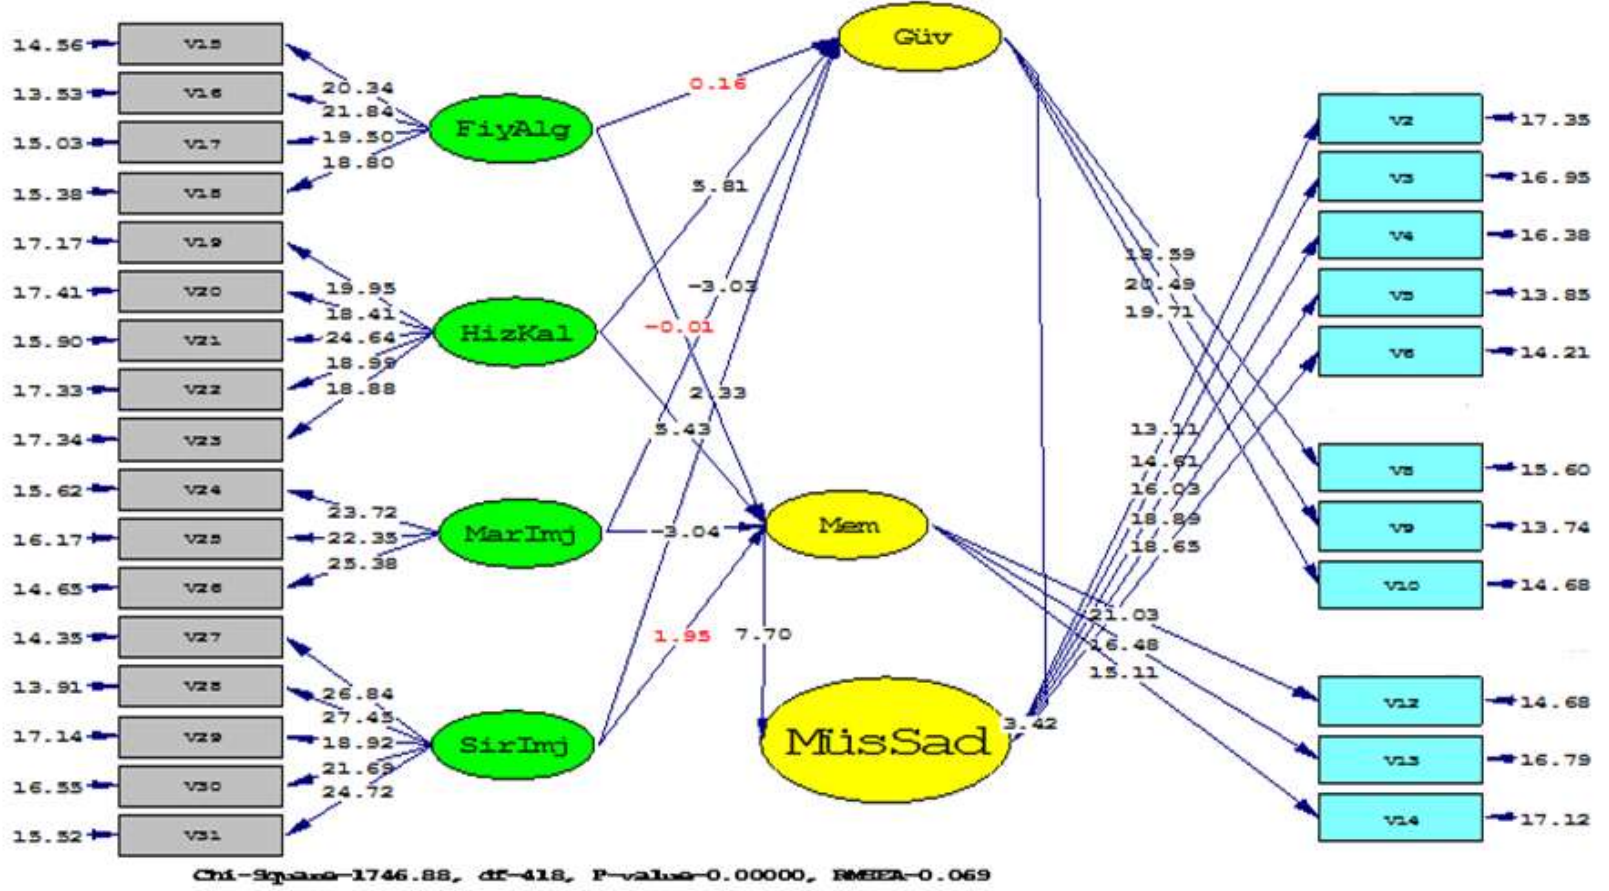 Güv
14.56 V15
20.34
13.53 V16
21.84
15.03 V17
19.50
18.80
15.38 V18
FiyAlg
0.16
17.17 V19
19.95
17.41 V20
18.41
15.90 V21
24.64
18.99
17.33 V22
18.88
17.34 V23
HizKal
5.81
-3.03
-0.01
2.33
5.43
15.62 V24
23.72
16.17 V25
22.35
25.38
14.65 V26
MarImj
-3.04
Mem
14.35 V27
26.84
13.91 V28
27.45
17.14 V29
18.92
21.69
16.55 V30
24.72
15.52 V31
SirImj
1.95
7.70
MüsSad
3.42
18.59
20.49
19.71
13.11
14.61
16.03
18.89
18.65
21.03
16.48
15.11
V2 17.35
V3 16.95
V4 16.38
V5 13.85
V6 14.21
V8 15.60
V9 13.74
V10 14.68
V12 14.68
V13 16.79
V14 17.12
Chi-Square=1746.88, df=418, P-value=0.00000, RMSEA=0.069